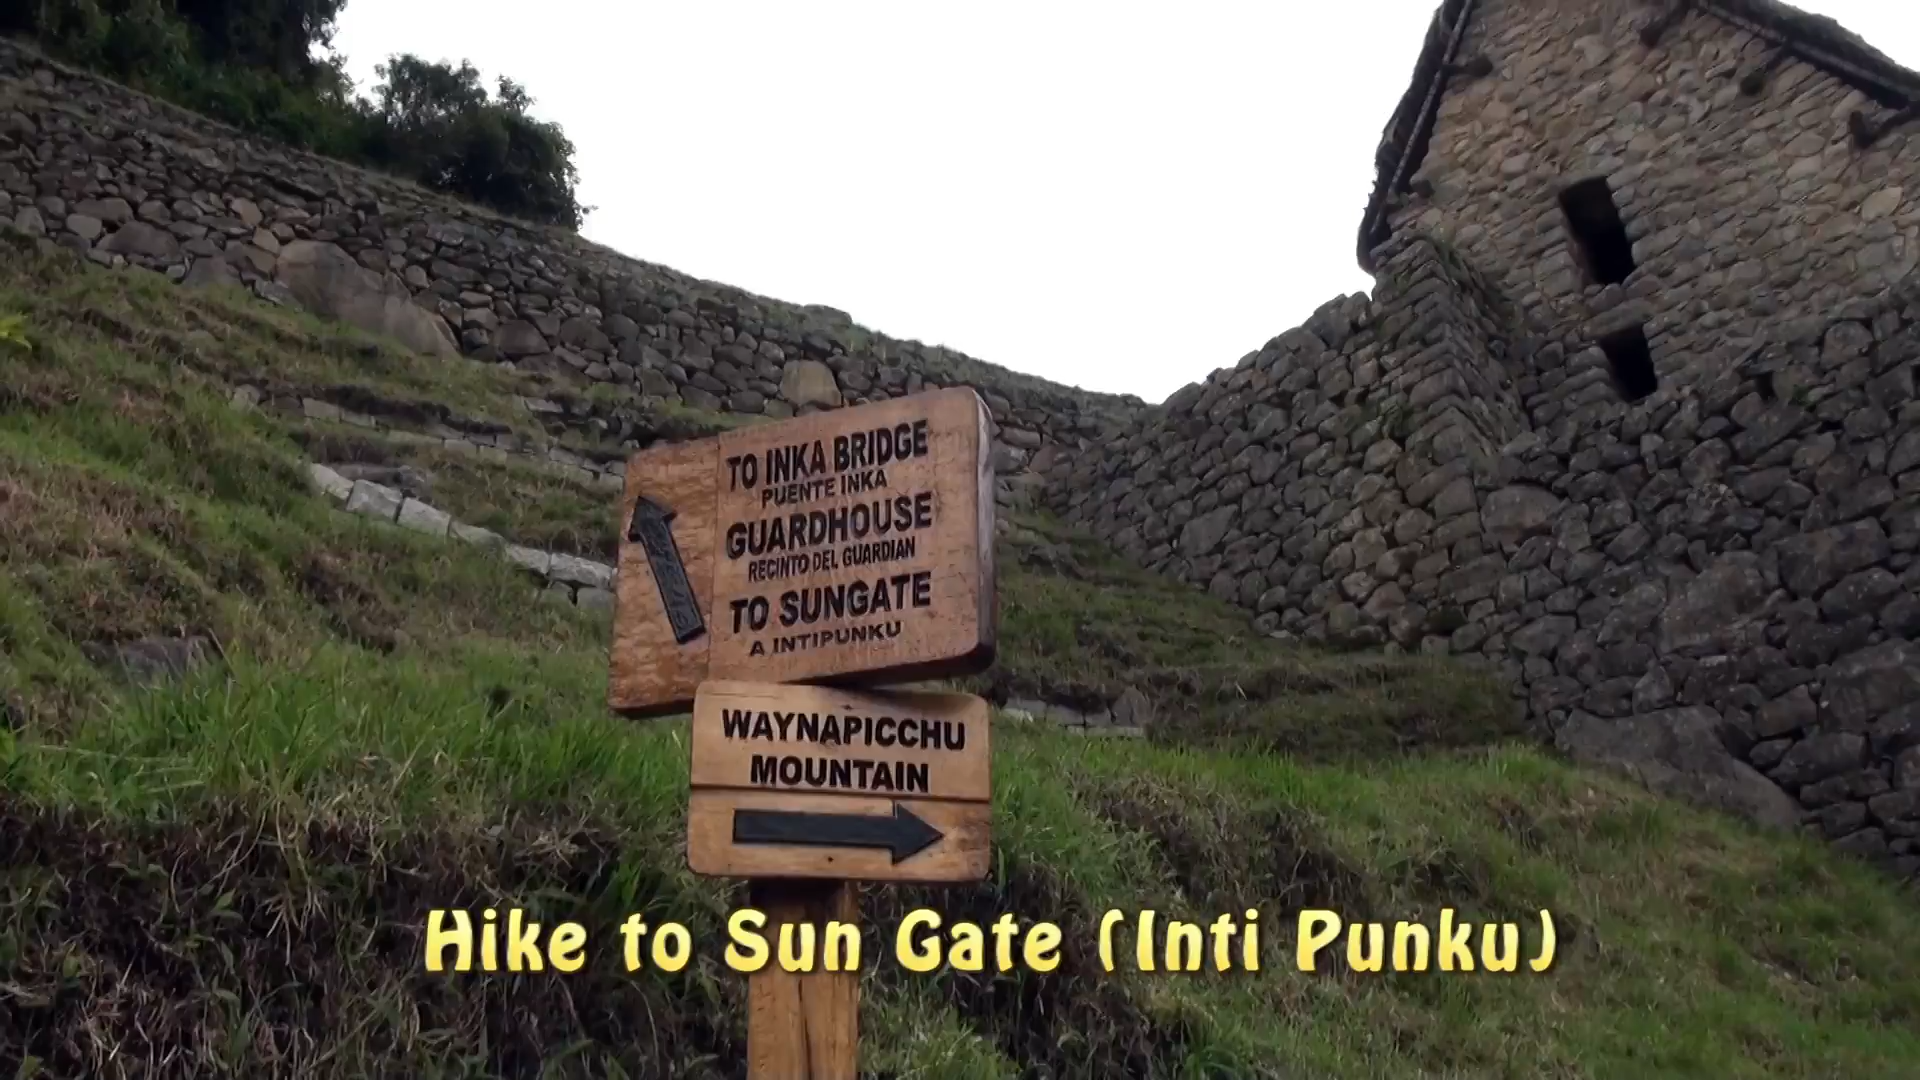 TO INKA BRIDGE
PUENTE INKA
GUARDHOUSE
RECINTO DEL GUARDIAN
TO SUNGATE
A INTIPUNKU
WAYNAPICCHU
MOUNTAIN
Hike to Sun Gate (Inti Punku)